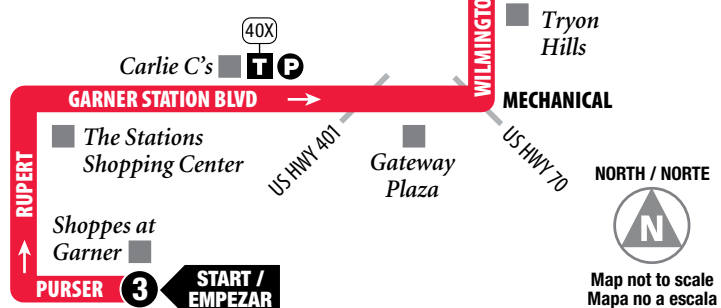 40X
Carlie C's T P
WILMINGTON
Tryon
Hills
GARNER STATION BLVD
MECHANICAL
The Stations
Shopping Center
US HWY 401
Gateway
Plaza
US HWY 70
RUPERT
Shoppes at
Garner
PURSER
3
START /
EMPEZAR
NORTH / NORTE
N
Map not to scale
Mapa no a escala